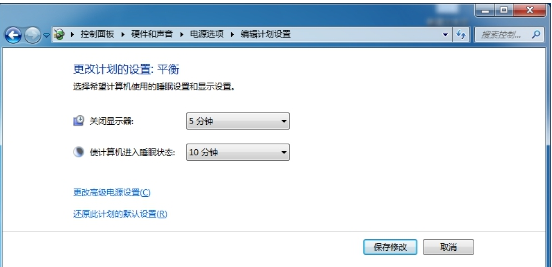 控制面板 ▸ 硬件和声音 ▸ 电源选项 ▸ 编辑计划设置
搜索控制...
更改计划的设置: 平衡
选择希望计算机使用的睡眠设置和显示设置。
关闭显示器: 5 分钟
使计算机进入睡眠状态: 10 分钟
更改高级电源设置(C)
还原此计划的默认设置(R)
保存修改 取消